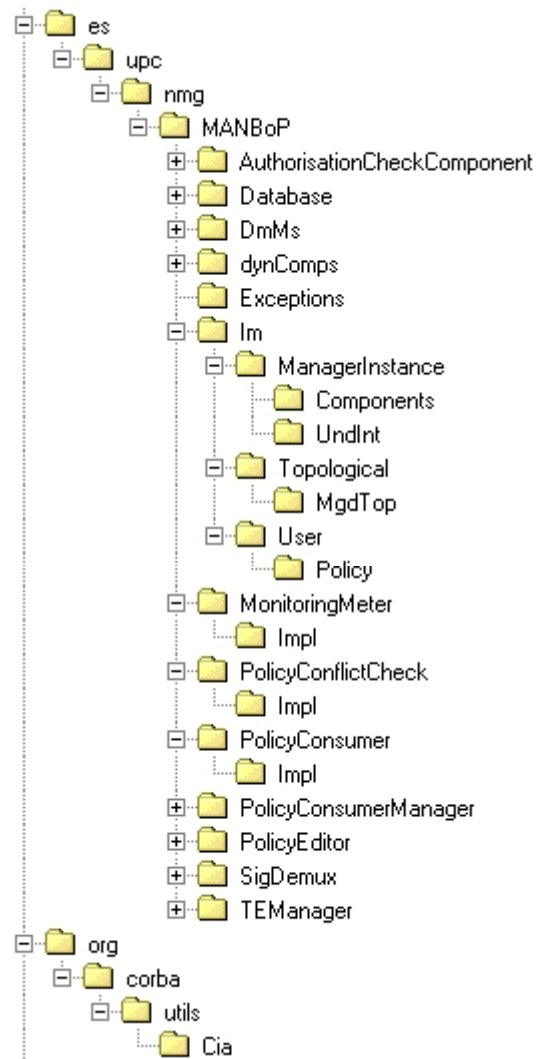 es
upc
nmg
MANBoP
AuthorisationCheckComponent
Database
DmMs
dynComps
Exceptions
Im
ManagerInstance
Components
UndInt
Topological
MgdTop
User
Policy
MonitoringMeter
Impl
PolicyConflictCheck
Impl
PolicyConsumer
Impl
PolicyConsumerManager
PolicyEditor
SigDemux
TEManager
org
corba
utils
Cia